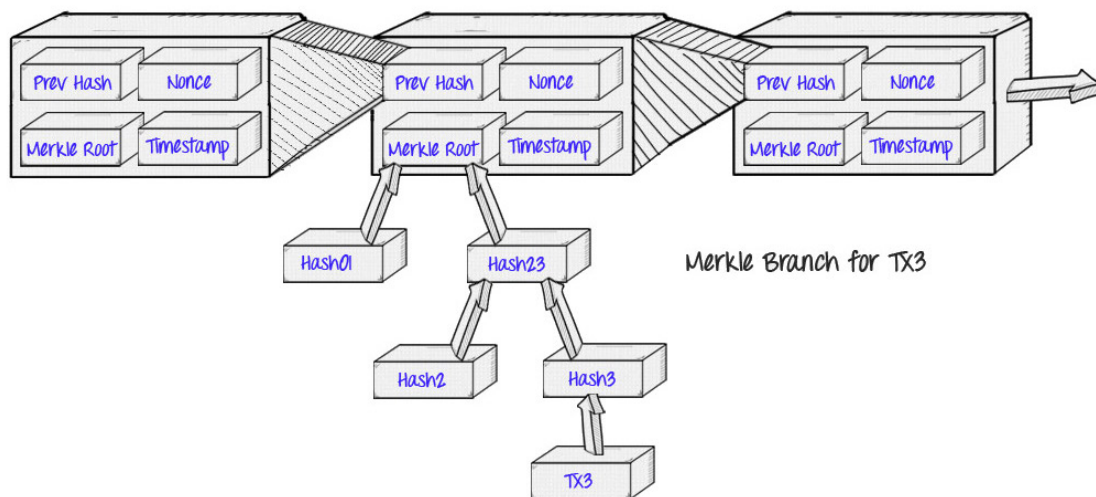 Prev Hash Nonce
Merkle Root Timestamp
Prev Hash Nonce
Merkle Root Timestamp
Prev Hash Nonce
Merkle Root Timestamp
Hash01 Hash23
Merkle Branch for TX3
Hash2 Hash3
TX3